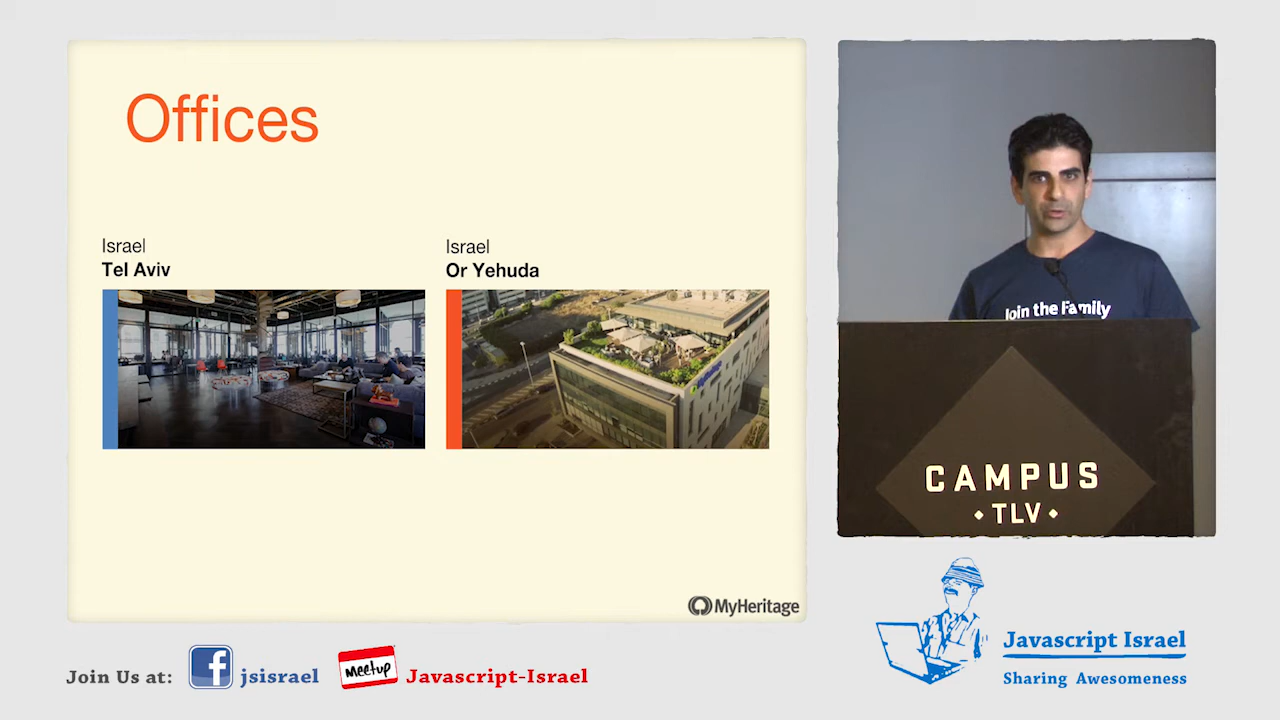 Offices
Israel
Tel Aviv
Israel
Or Yehuda
MyHeritage
Join the Family
CAMPUS
TLV
Join Us at:
jsisrael
Meetup
Javascript-Israel
Javascript Israel
Sharing Awesomeness